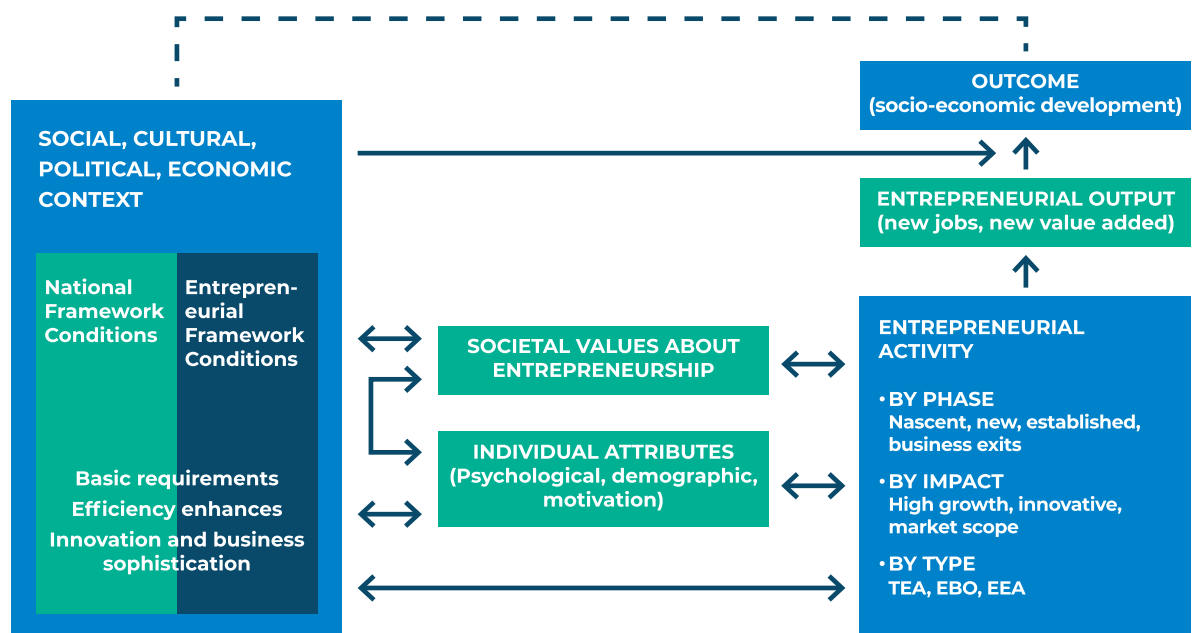 SOCIAL, CULTURAL,
POLITICAL, ECONOMIC
CONTEXT
National
Framework
Conditions
Entrepren-
eurial
Framework
Conditions
Basic requirements
Efficiency enhances
Innovation and business
sophistication
SOCIETAL VALUES ABOUT
ENTREPRENEURSHIP
INDIVIDUAL ATTRIBUTES
(Psychological, demographic,
motivation)
OUTCOME
(socio-economic development)
ENTREPRENEURIAL OUTPUT
(new jobs, new value added)
ENTREPRENEURIAL
ACTIVITY
• BY PHASE
Nascent, new, established,
business exits
• BY IMPACT
High growth, innovative,
market scope
• BY TYPE
TEA, EBO, EEA